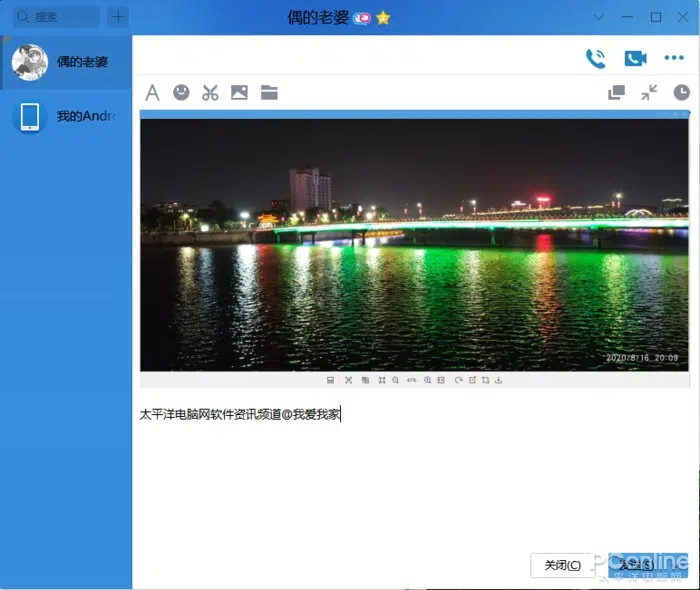 搜索
偶的老婆
偶的老婆
我的Andro
2020/8/16 20:09
47%
太平洋电脑网软件资讯频道@我爱我家
关闭(C)
发送(S)
PConline
太平洋电脑网